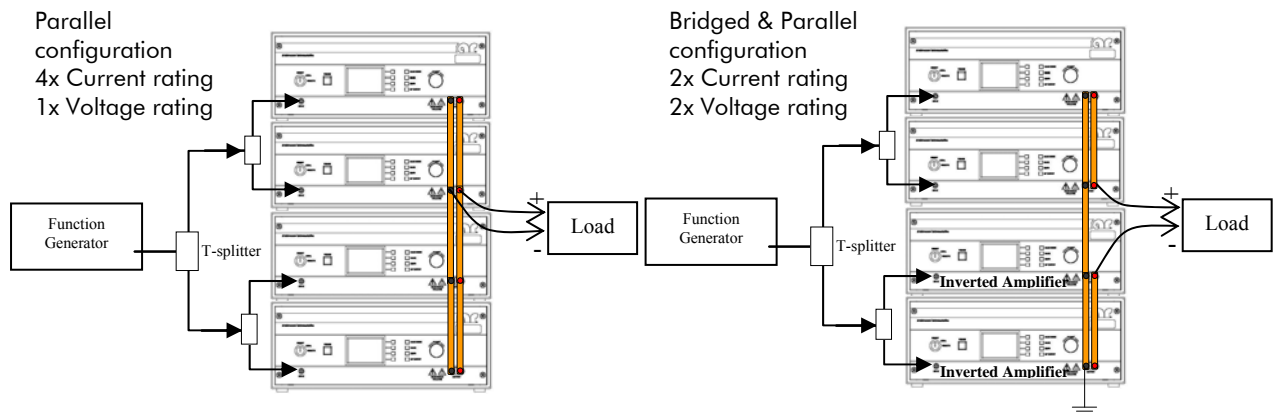 Parallel
configuration
4x Current rating
1x Voltage rating
Function
Generator
T-splitter
+
-
Load
Bridged & Parallel
configuration
2x Current rating
2x Voltage rating
Function
Generator
T-splitter
Inverted Amplifier
Inverted Amplifier
+
-
Load